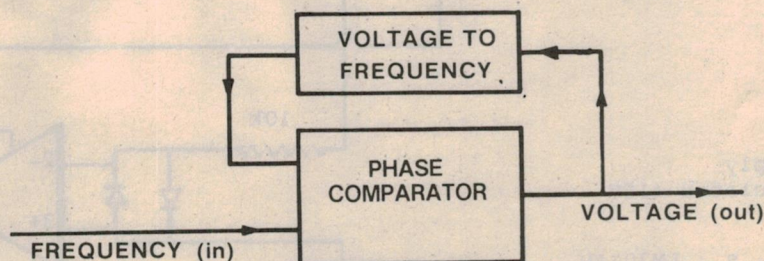 VOLTAGE TO
FREQUENCY
PHASE
COMPARATOR
VOLTAGE (out)
FREQUENCY (in)